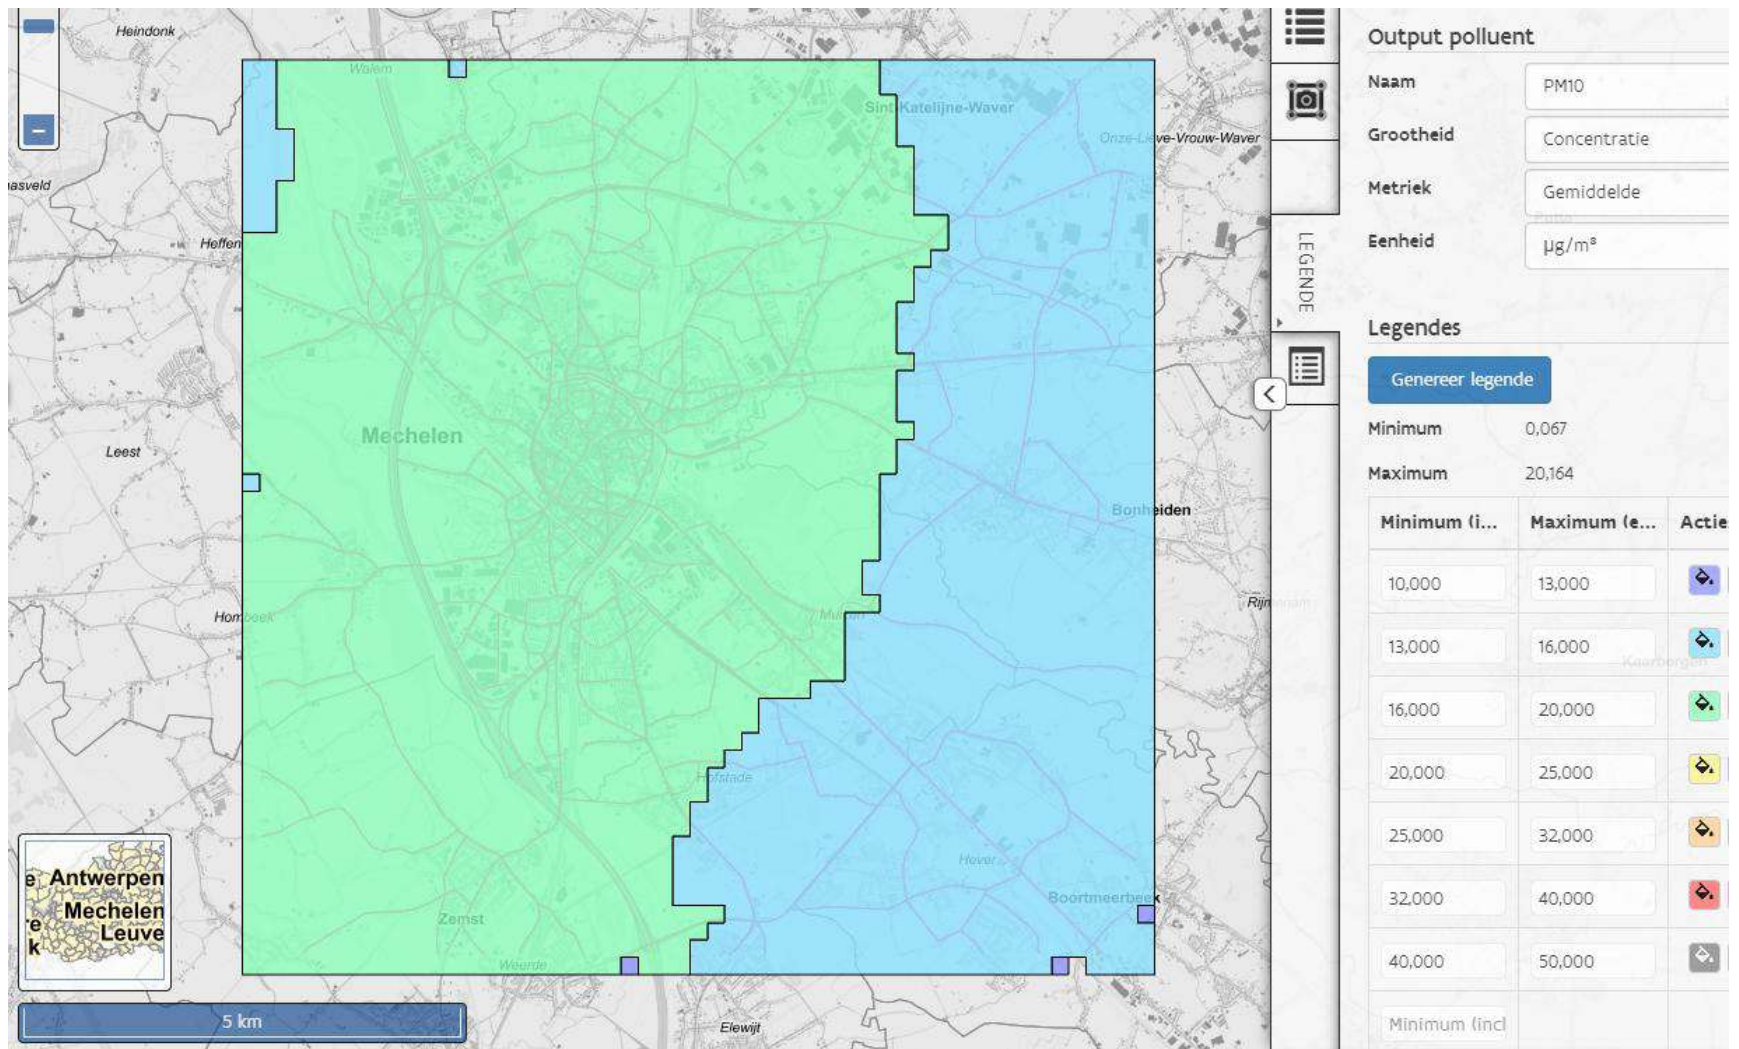 Heindonk
Walem
Sint-Katelijne-Waver
Onze-Lieve-Vrouw-Waver
asveld
Heffen
Mechelen
Leest
Bonheiden
Hombeek
Muizen
Rijmenam
Hofstade
Hever
Boortmeerbeek
Zemst
Weerde
Elewijt
e Antwerpen
Mechelen
e Leuve
k
5 km
LEGENDE
Output polluent
Naam PM10
Grootheid Concentratie
Metriek Gemiddelde
Putte
Eenheid µg/m³
Legendes
Genereer legende
Minimum 0,067
Maximum 20,164
Minimum (i... Maximum (e... Actie
10,000 13,000
13,000 16,000
16,000 20,000
20,000 25,000
25,000 32,000
32,000 40,000
40,000 50,000
Minimum (incl